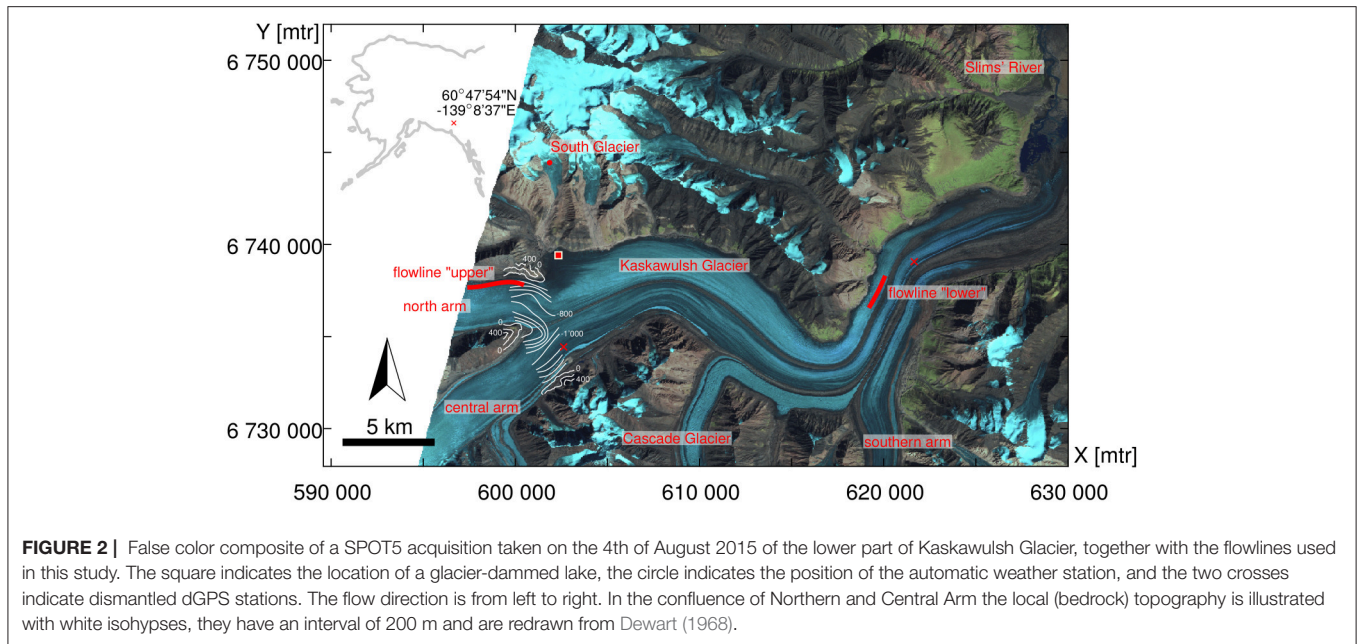 Y [mtr]
6 750 000
6 740 000
6 730 000
60°47'54"N
-139°8'37"E
Slims' River
South Glacier
400
0
flowline "upper"
Kaskawulsh Glacier
flowline "lower"
north arm
-800
0
400
0
-1'000
0
400
central arm
5 km
Cascade Glacier
southern arm
X [mtr]
590 000
600 000
610 000
620 000
630 000
FIGURE 2 | False color composite of a SPOT5 acquisition taken on the 4th of August 2015 of the lower part of Kaskawulsh Glacier, together with the flowlines used
in this study. The square indicates the location of a glacier-dammed lake, the circle indicates the position of the automatic weather station, and the two crosses
indicate dismantled dGPS stations. The flow direction is from left to right. In the confluence of Northern and Central Arm the local (bedrock) topography is illustrated
with white isohypses, they have an interval of 200 m and are redrawn from Dewart (1968).